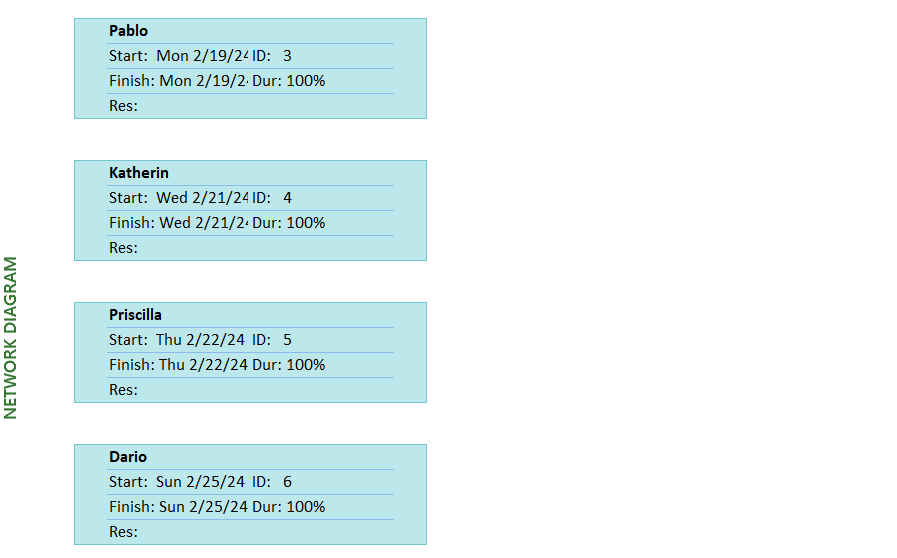 NETWORK DIAGRAM
Pablo
Start: Mon 2/19/24 ID: 3
Finish: Mon 2/19/2 Dur: 100%
Res:
Katherin
Start: Wed 2/21/24 ID: 4
Finish: Wed 2/21/24 Dur: 100%
Res:
Priscilla
Start: Thu 2/22/24 ID: 5
Finish: Thu 2/22/24 Dur: 100%
Res:
Dario
Start: Sun 2/25/24 ID: 6
Finish: Sun 2/25/24 Dur: 100%
Res: